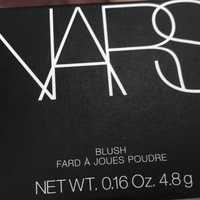 NARS
BLUSH
FARD À JOUES POUDRE
NET WT. 0.16 Oz. 4.8 g